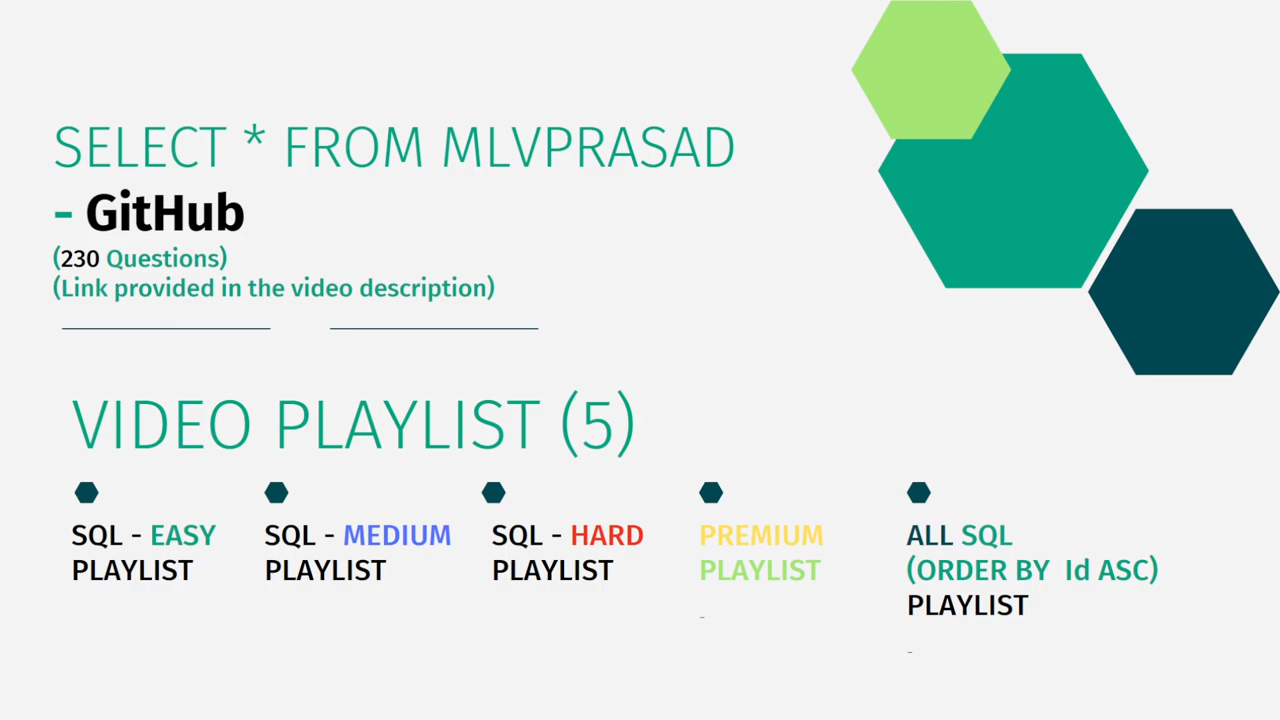 SELECT * FROM MLVPRASAD
- GitHub
(230 Questions)
(Link provided in the video description)
VIDEO PLAYLIST (5)
SQL - EASY
PLAYLIST
SQL - MEDIUM
PLAYLIST
SQL - HARD
PLAYLIST
PREMIUM
PLAYLIST
-
ALL SQL
(ORDER BY Id ASC)
PLAYLIST
-